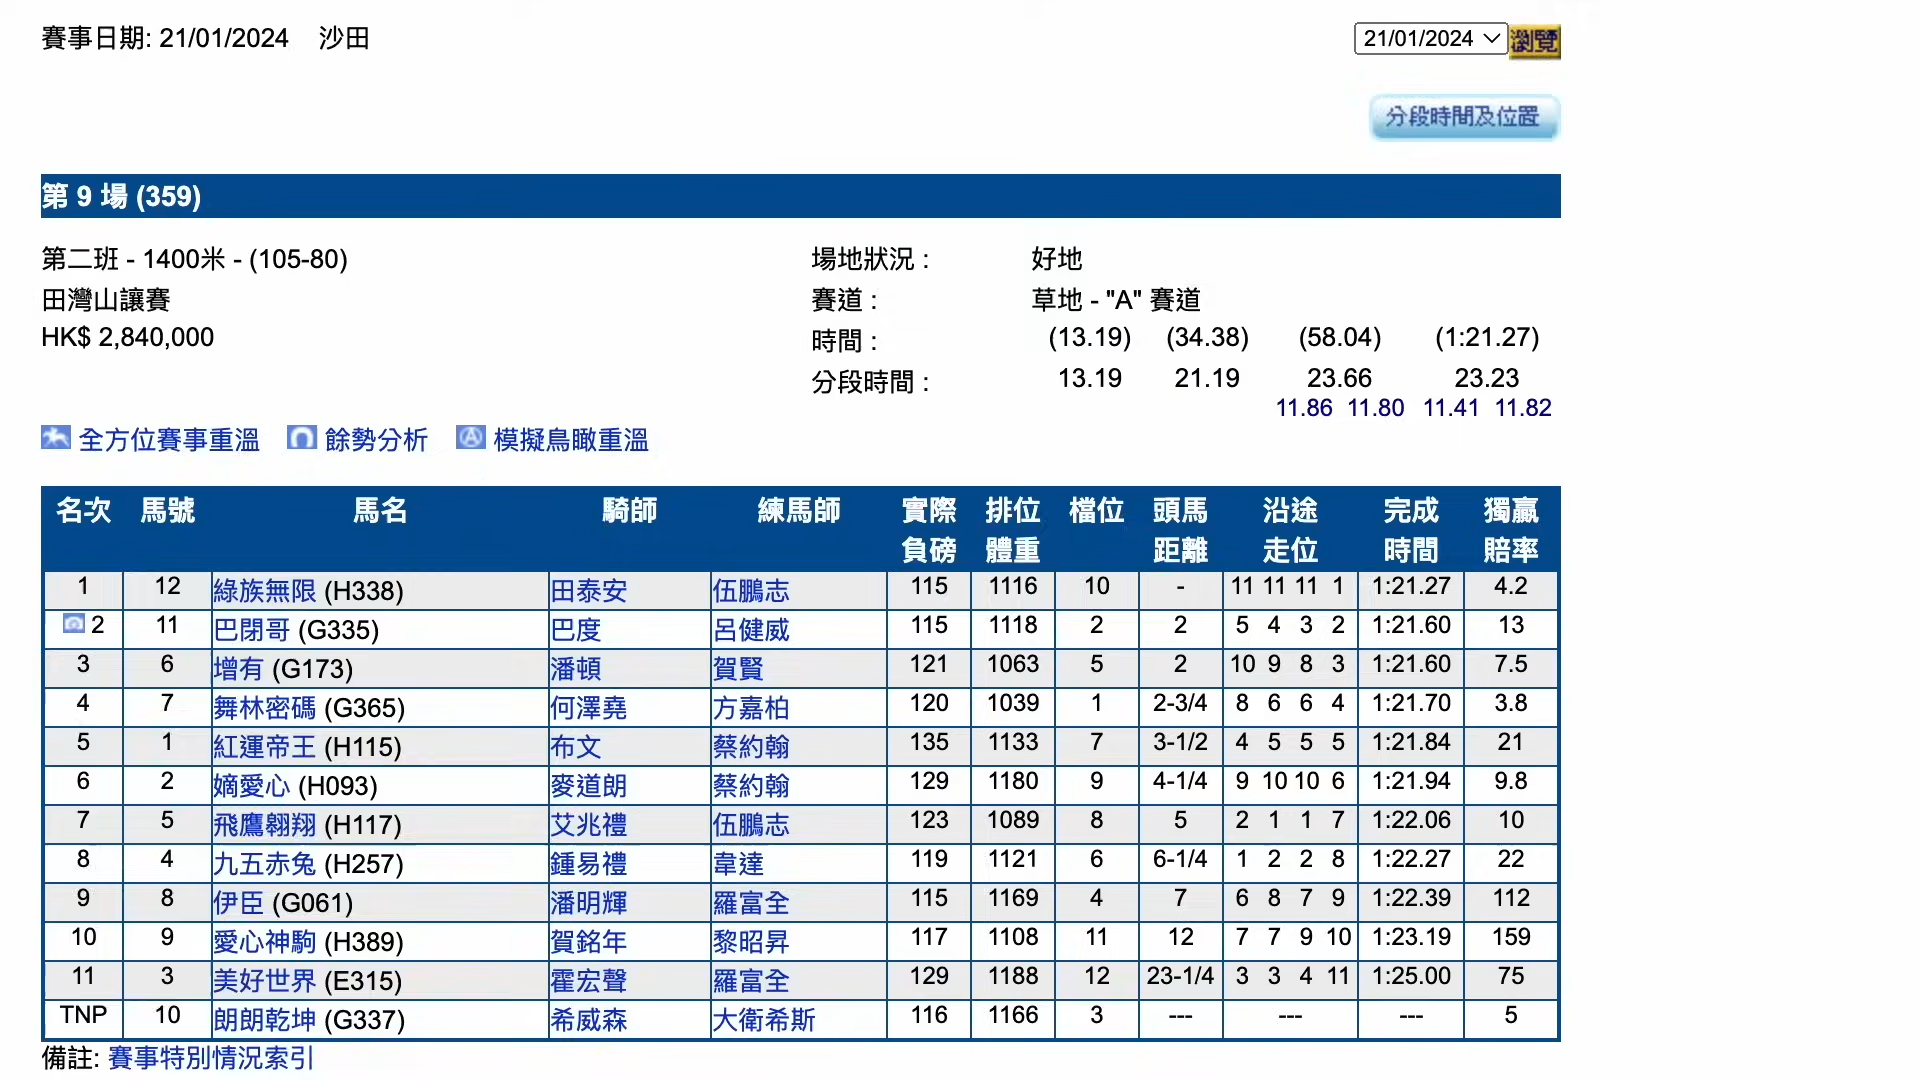 賽事日期: 21/01/2024 沙田
21/01/2024 瀏覽
分段時間及位置
第 9 場 (359)
第二班 - 1400米 - (105-80) 場地狀況 : 好地
田灣山讓賽 賽道 : 草地 - "A" 賽道
HK$ 2,840,000 時間 : (13.19) (34.38) (58.04) (1:21.27)
分段時間 : 13.19 21.19 23.66 23.23
11.86 11.80 11.41 11.82
全方位賽事重溫 餘勢分析 模擬鳥瞰重溫
名次 馬號 馬名 騎師 練馬師 實際負磅 排位體重 檔位 頭馬距離 沿途走位 完成時間 獨贏賠率
1 12 綠族無限 (H338) 田泰安 伍鵬志 115 1116 10 - 11 11 11 1 1:21.27 4.2
2 11 巴閉哥 (G335) 巴度 呂健威 115 1118 2 2 5 4 3 2 1:21.60 13
3 6 增有 (G173) 潘頓 賀賢 121 1063 5 2 10 9 8 3 1:21.60 7.5
4 7 舞林密碼 (G365) 何澤堯 方嘉柏 120 1039 1 2-3/4 8 6 6 4 1:21.70 3.8
5 1 紅運帝王 (H115) 布文 蔡約翰 135 1133 7 3-1/2 4 5 5 5 1:21.84 21
6 2 嫡愛心 (H093) 麥道朗 蔡約翰 129 1180 9 4-1/4 9 10 10 6 1:21.94 9.8
7 5 飛鷹翱翔 (H117) 艾兆禮 伍鵬志 123 1089 8 5 2 1 1 7 1:22.06 10
8 4 九五赤兔 (H257) 鍾易禮 韋達 119 1121 6 6-1/4 1 2 2 8 1:22.27 22
9 8 伊臣 (G061) 潘明輝 羅富全 115 1169 4 7 6 8 7 9 1:22.39 112
10 9 愛心神駒 (H389) 賀銘年 黎昭昇 117 1108 11 12 7 7 9 10 1:23.19 159
11 3 美好世界 (E315) 霍宏聲 羅富全 129 1188 12 23-1/4 3 3 4 11 1:25.00 75
TNP 10 朗朗乾坤 (G337) 希威森 大衛希斯 116 1166 3 --- --- --- 5
備註: 賽事特別情況索引